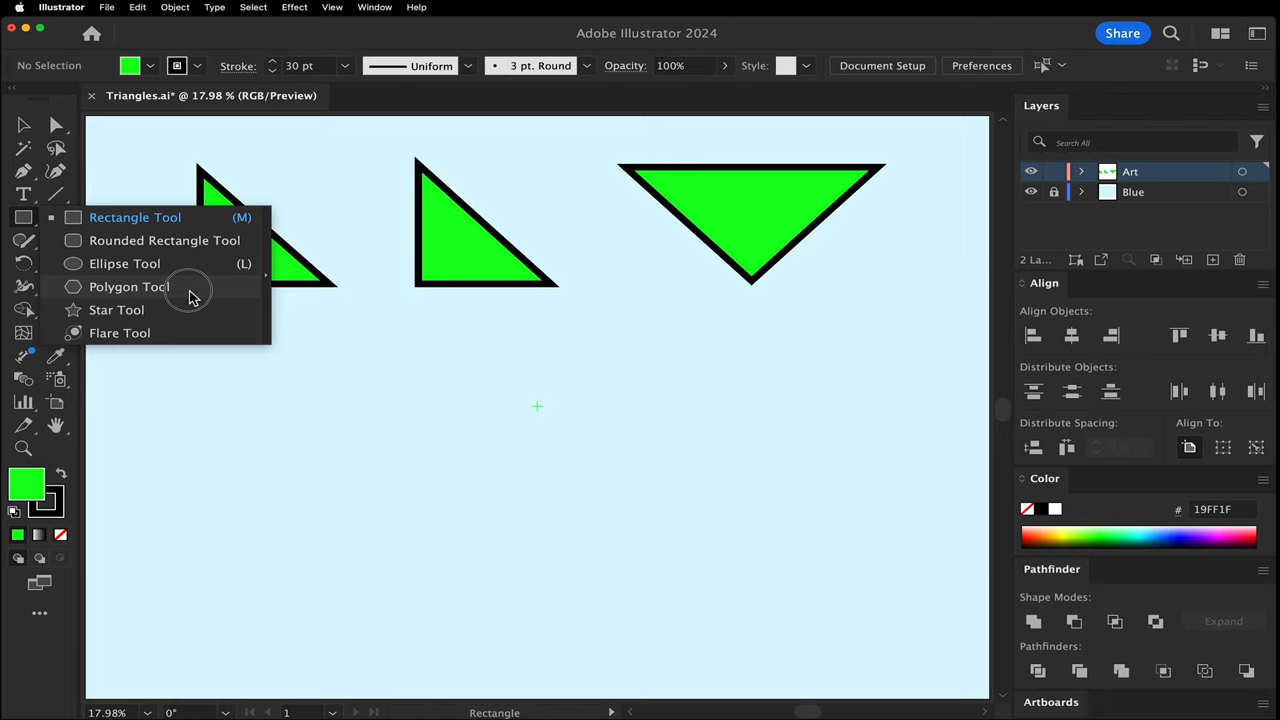 Illustrator File Edit Object Type Select Effect View Window Help
Adobe Illustrator 2024
Share
No Selection
Stroke:
30 pt
Uniform
3 pt. Round
Opacity:
100%
Style:
Document Setup
Preferences
Triangles.ai* @ 17.98 % (RGB/Preview)
Rectangle Tool (M)
Rounded Rectangle Tool
Ellipse Tool (L)
Polygon Tool
Star Tool
Flare Tool
Layers
Search All
Art
Blue
2 La...
Align
Align Objects:
Distribute Objects:
Distribute Spacing:
Align To:
Color
# 19FF1F
Pathfinder
Shape Modes:
Expand
Pathfinders:
Artboards
17.98%
0°
1
Rectangle